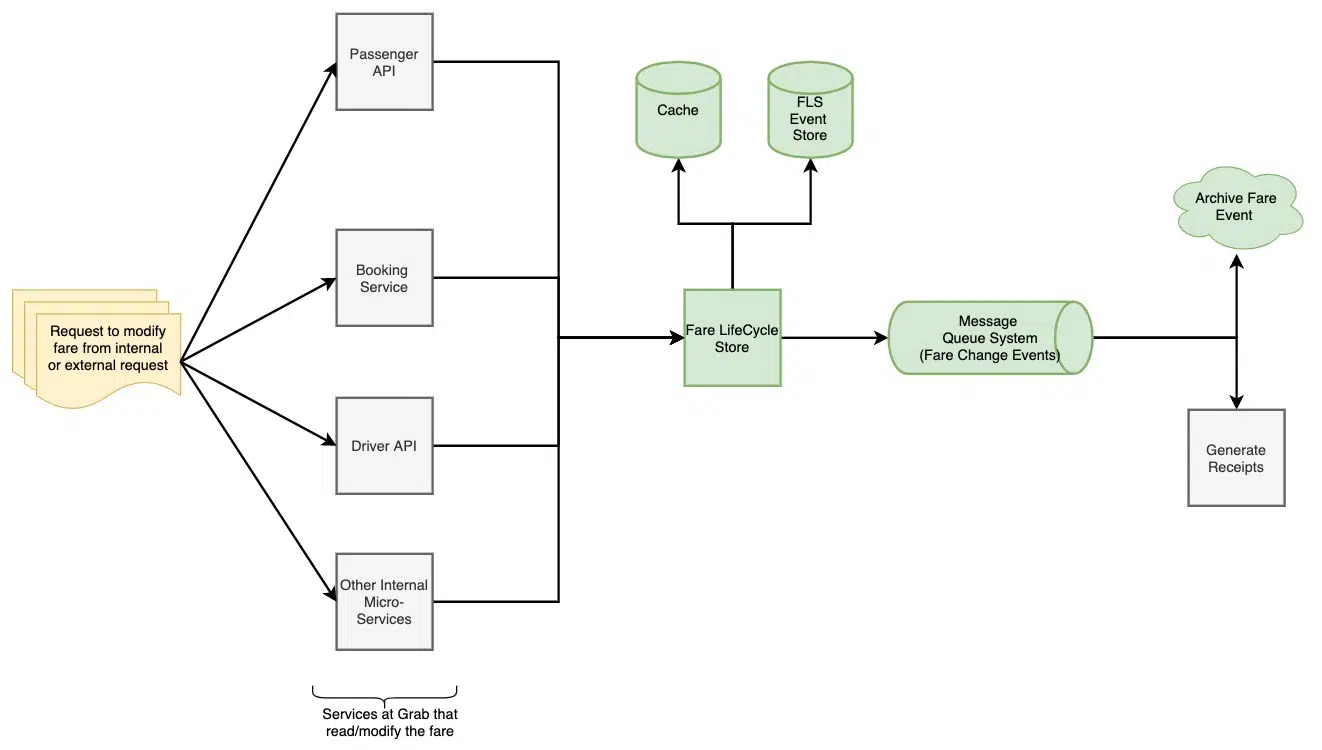 Passenger
API
Cache
FLS
Event
Store
Archive Fare
Event
Booking
Service
Request to modify
fare from internal
or external request
Fare LifeCycle
Store
Message
Queue System
(Fare Change Events)
Driver API
Generate
Receipts
Other Internal
Micro-
Services
Services at Grab that
read/modify the fare